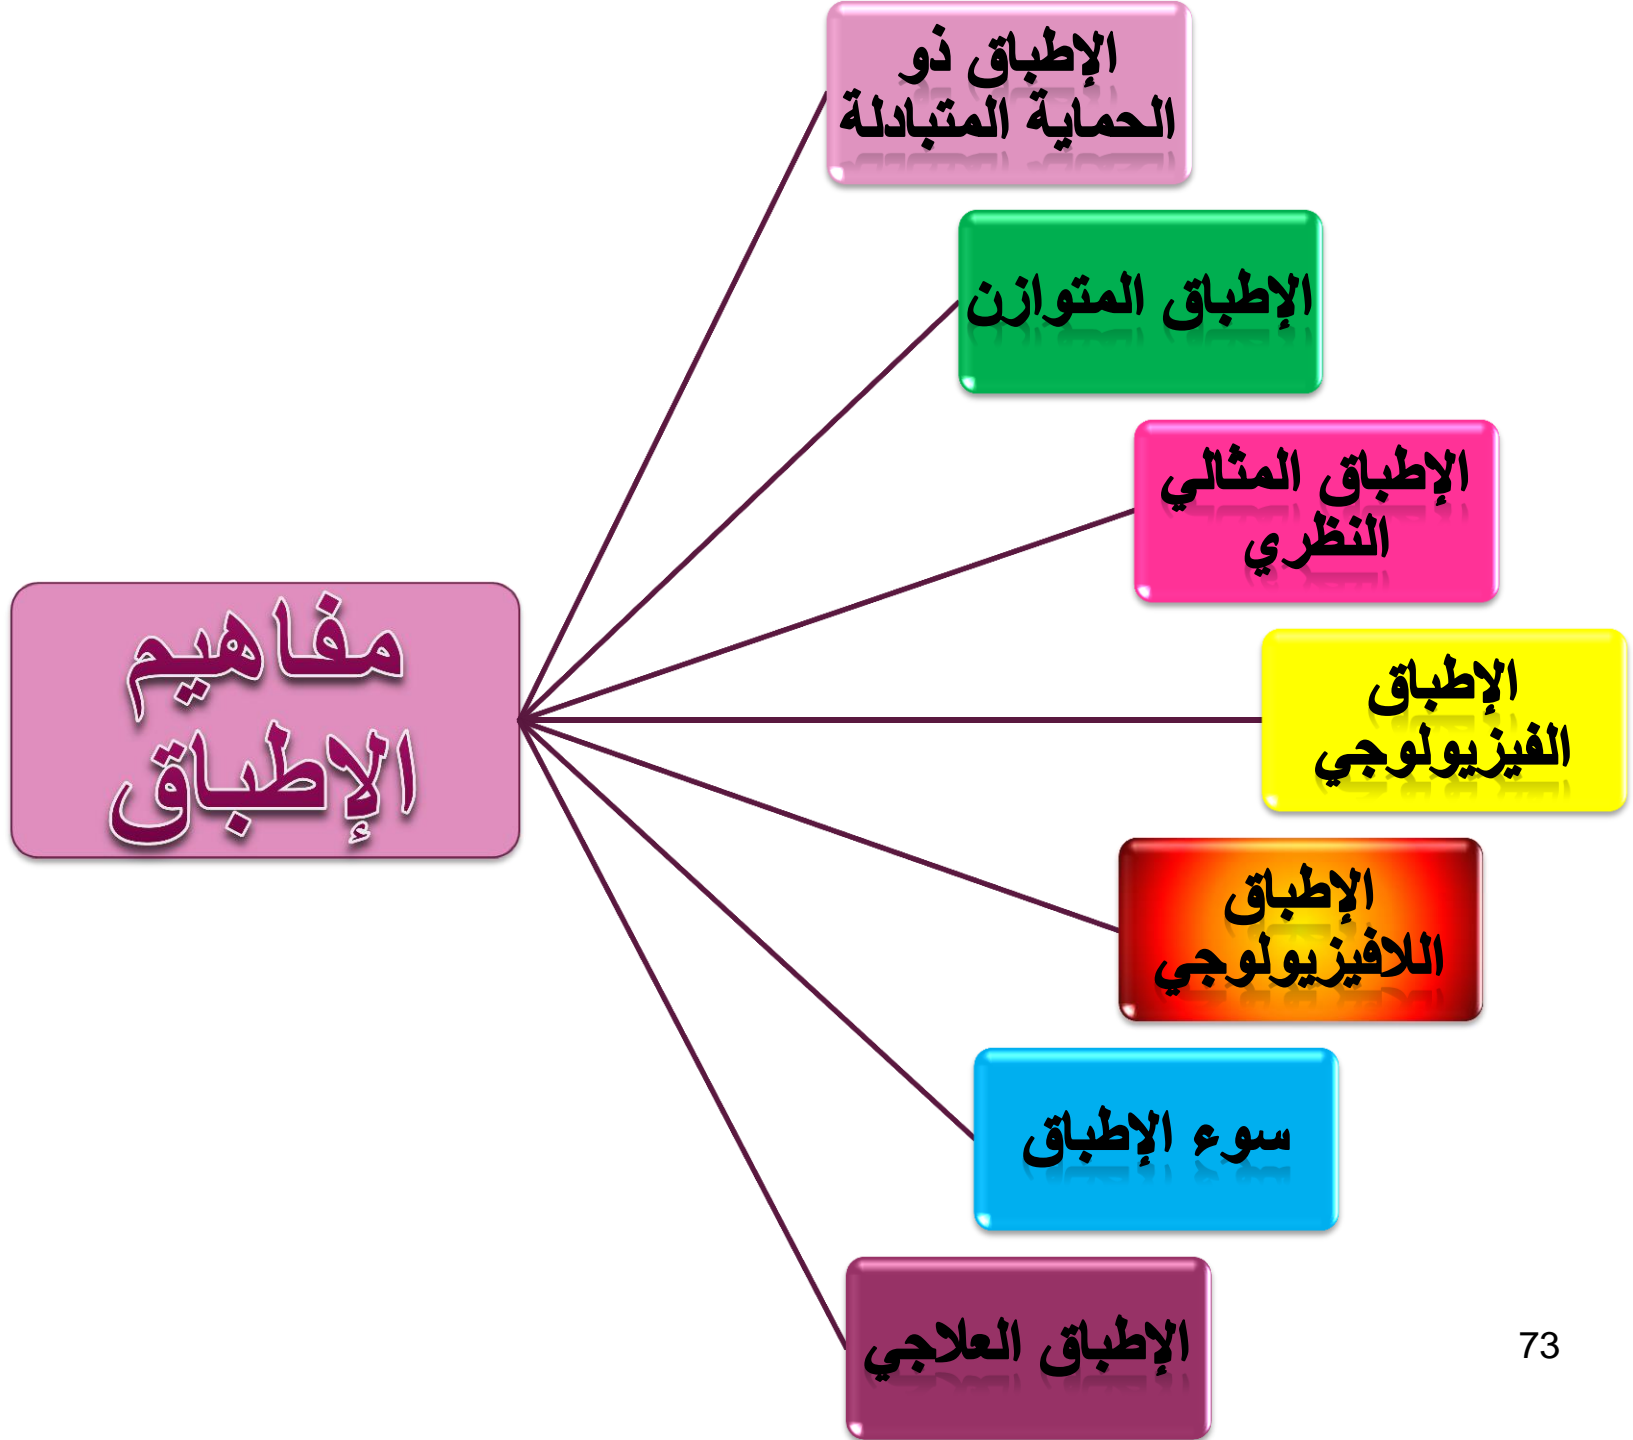 مفاهيم
الإطباق
الإطباق ذو
الحماية المتبادلة
الإطباق المتوازن
الإطباق المثالي
النظري
الإطباق
الفيزيولوجي
الإطباق
اللافيزيولوجي
سوء الإطباق
الإطباق العلاجي
73